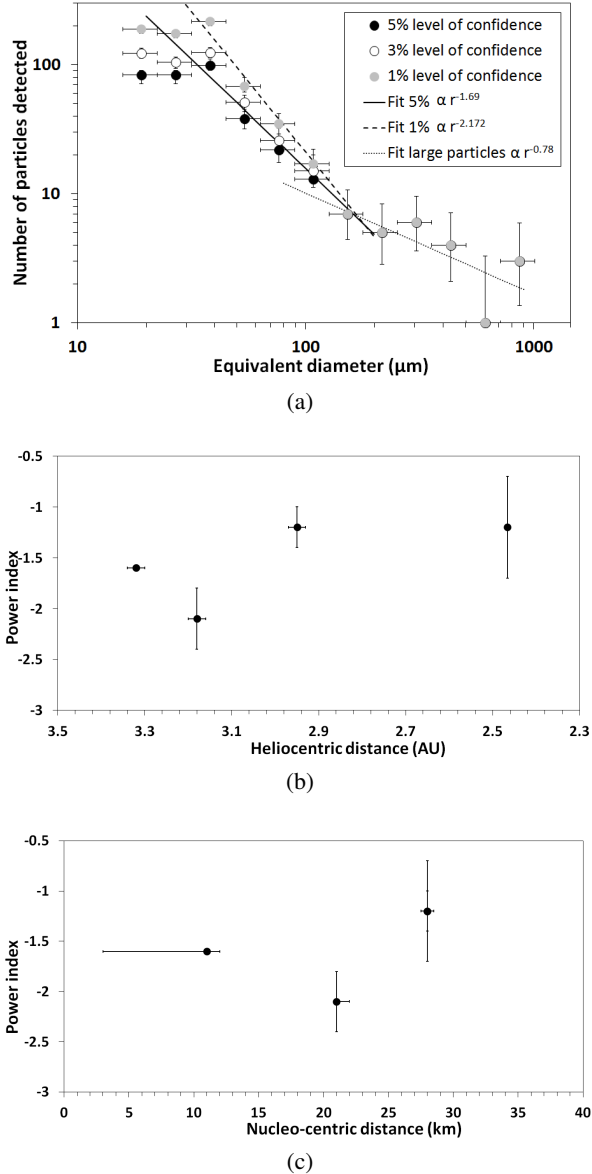 Number of particles detected
100
10
1
5% level of confidence
3% level of confidence
1% level of confidence
Fit 5% α r-1.69
Fit 1% α r-2.172
Fit large particles α r-0.78
10 100 1000
Equivalent diameter (µm)
(a)
Power index
-0.5
-1
-1.5
-2
-2.5
-3
3.5 3.3 3.1 2.9 2.7 2.5 2.3
Heliocentric distance (AU)
(b)
Power index
-0.5
-1
-1.5
-2
-2.5
-3
0 5 10 15 20 25 30 35 40
Nucleo-centric distance (km)
(c)